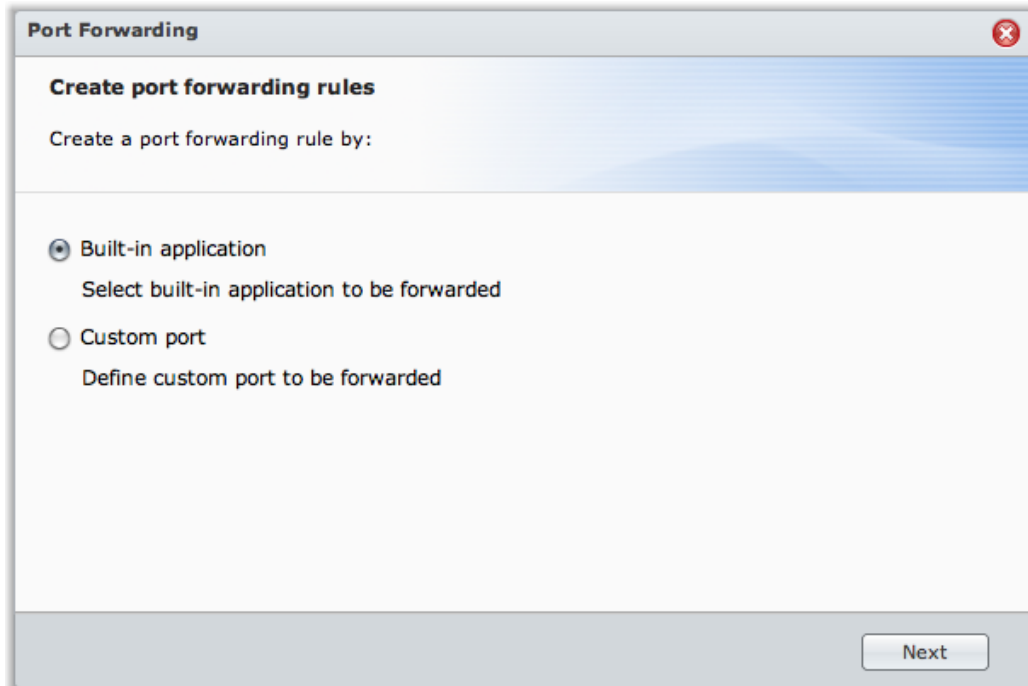 Port Forwarding
Create port forwarding rules
Create a port forwarding rule by:
Built-in application
Select built-in application to be forwarded
Custom port
Define custom port to be forwarded
Next